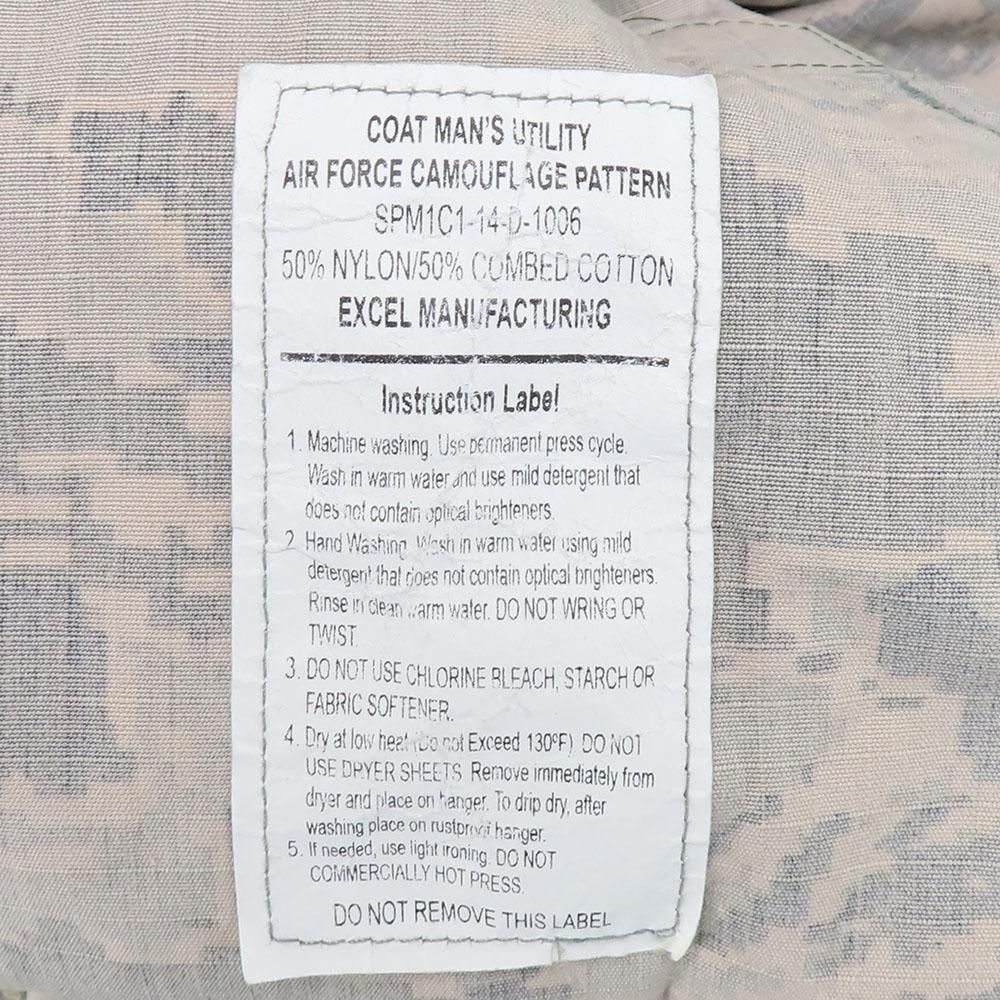 COAT MAN'S UTILITY
AIR FORCE CAMOUFLAGE PATTERN
SPM1C1-14-D-1006
50% NYLON/50% COMBED COTTON
EXCEL MANUFACTURING
Instruction Label
1. Machine washing. Use permanent press cycle.
Wash in warm water and use mild detergent that
does not contain optical brighteners.
2. Hand Washing. Wash in warm water using mild
detergent that does not contain optical brighteners.
Rinse in clean warm water. DO NOT WRING OR
TWIST.
3. DO NOT USE CHLORINE BLEACH, STARCH OR
FABRIC SOFTENER.
4. Dry at low heat (Do not Exceed 130ºF). DO NOT
USE DRYER SHEETS. Remove immediately from
dryer and place on hanger. To drip dry, after
washing place on rustproof hanger.
5. If needed, use light ironing. DO NOT
COMMERCIALLY HOT PRESS.
DO NOT REMOVE THIS LABEL